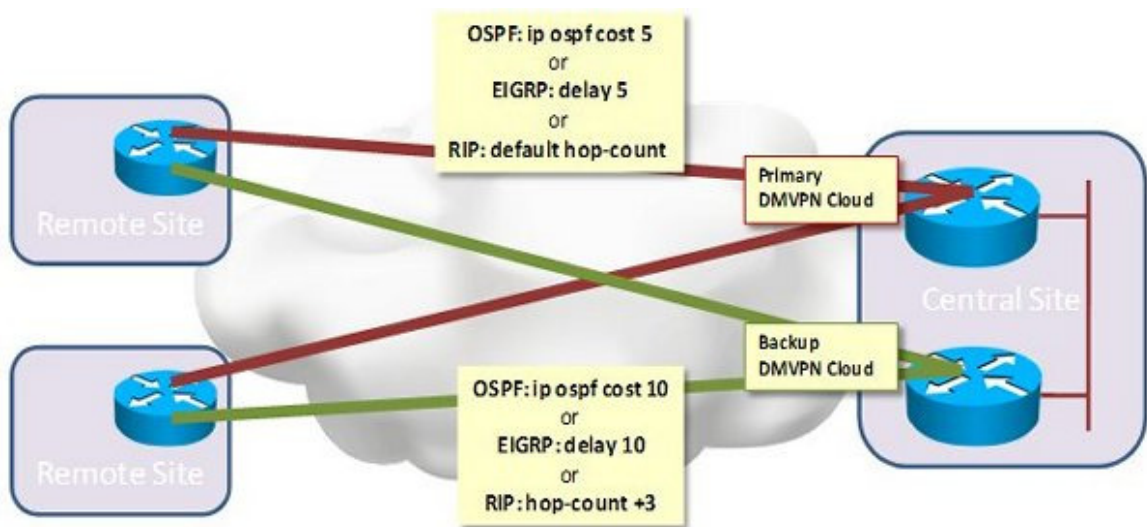 OSPF: ip ospf cost 5
or
EIGRP: delay 5
or
RIP: default hop-count
Remote Site
Primary
DMVPN Cloud
Central Site
Backup
DMVPN Cloud
Remote Site
OSPF: ip ospf cost 10
or
EIGRP: delay 10
or
RIP: hop-count +3